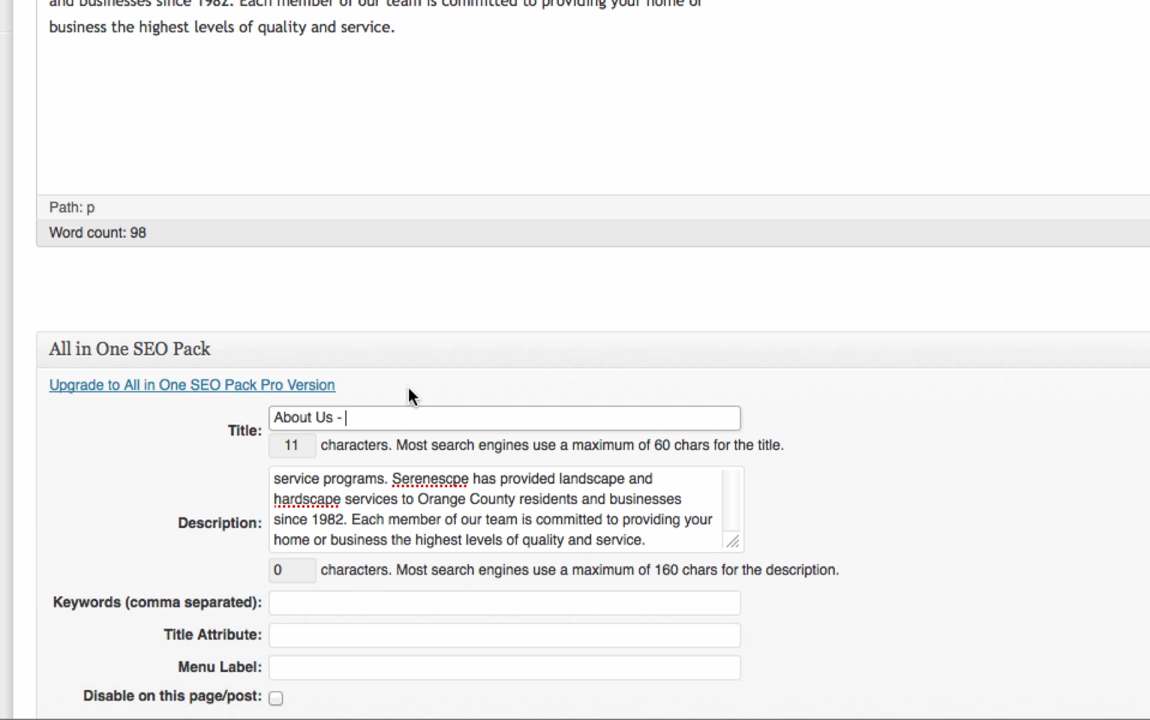 and businesses since 1982. Each member of our team is committed to providing your home or
business the highest levels of quality and service.
Path: p
Word count: 98
All in One SEO Pack
Upgrade to All in One SEO Pack Pro Version
Title: About Us -
11 characters. Most search engines use a maximum of 60 chars for the title.
service programs. Serenescpe has provided landscape and
hardscape services to Orange County residents and businesses
since 1982. Each member of our team is committed to providing your
home or business the highest levels of quality and service.
Description:
0 characters. Most search engines use a maximum of 160 chars for the description.
Keywords (comma separated):
Title Attribute:
Menu Label:
Disable on this page/post: